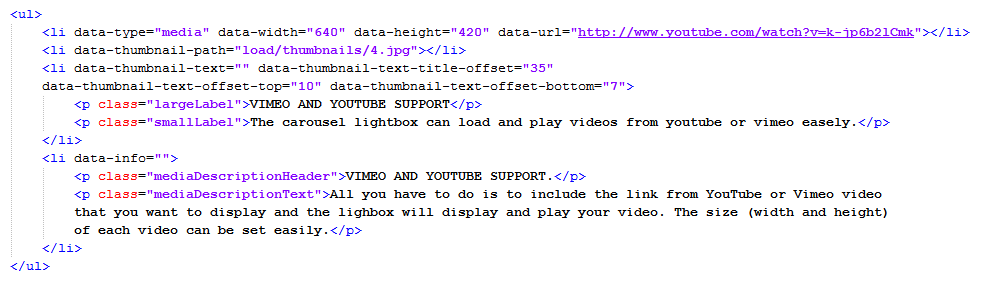 <ul>
<li data-type="media" data-width="640" data-height="420" data-url="http://www.youtube.com/watch?v=k-jp6b2lCmk"></li>
<li data-thumbnail-path="load/thumbnails/4.jpg"></li>
<li data-thumbnail-text="" data-thumbnail-text-title-offset="35"
data-thumbnail-text-offset-top="10" data-thumbnail-text-offset-bottom="7">
<p class="largeLabel">VIMEO AND YOUTUBE SUPPORT</p>
<p class="smallLabel">The carousel lightbox can load and play videos from youtube or vimeo easely.</p>
</li>
<li data-info="">
<p class="mediaDescriptionHeader">VIMEO AND YOUTUBE SUPPORT.</p>
<p class="mediaDescriptionText">All you have to do is to include the link from YouTube or Vimeo video
that you want to display and the lighbox will display and play your video. The size (width and height)
of each video can be set easily.</p>
</li>
</ul>